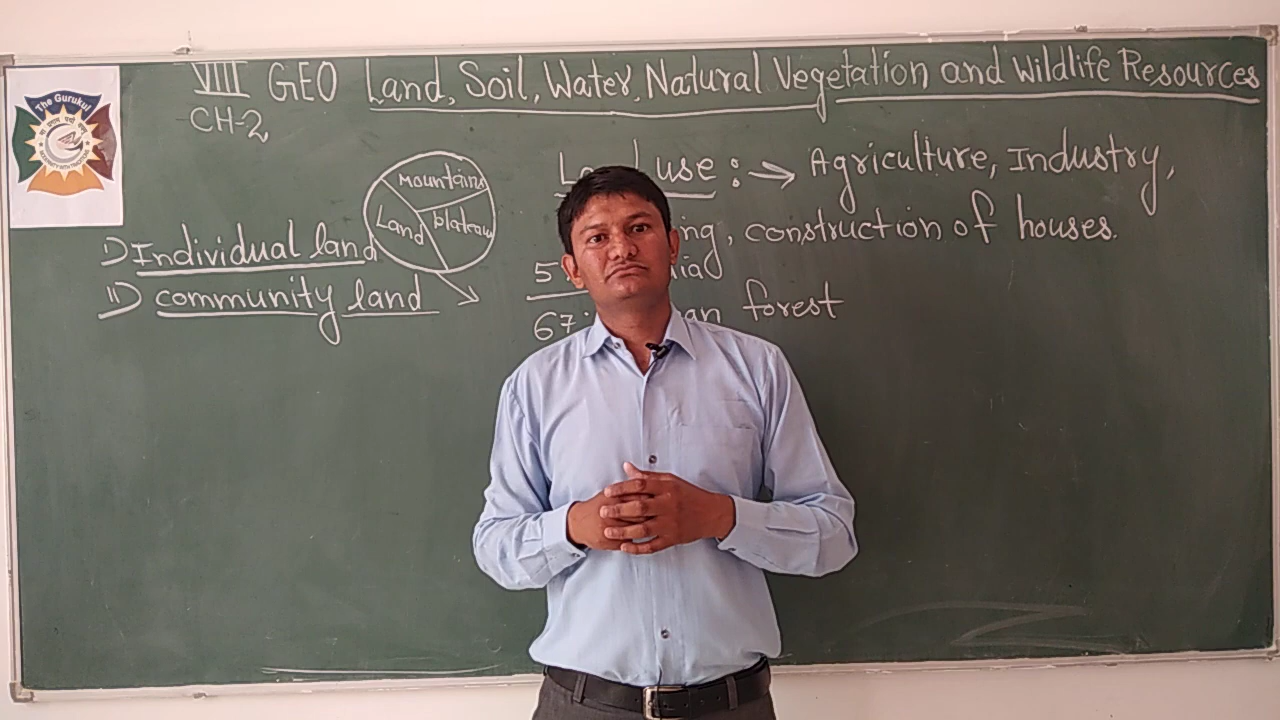 The Gurukul
VIII GEO Land, Soil, Water, Natural Vegetation and Wildlife Resources
CH-2
Mountains
Land
plateau
use : → Agriculture, Industry,
construction of houses.
I) Individual land
II) community land
forest